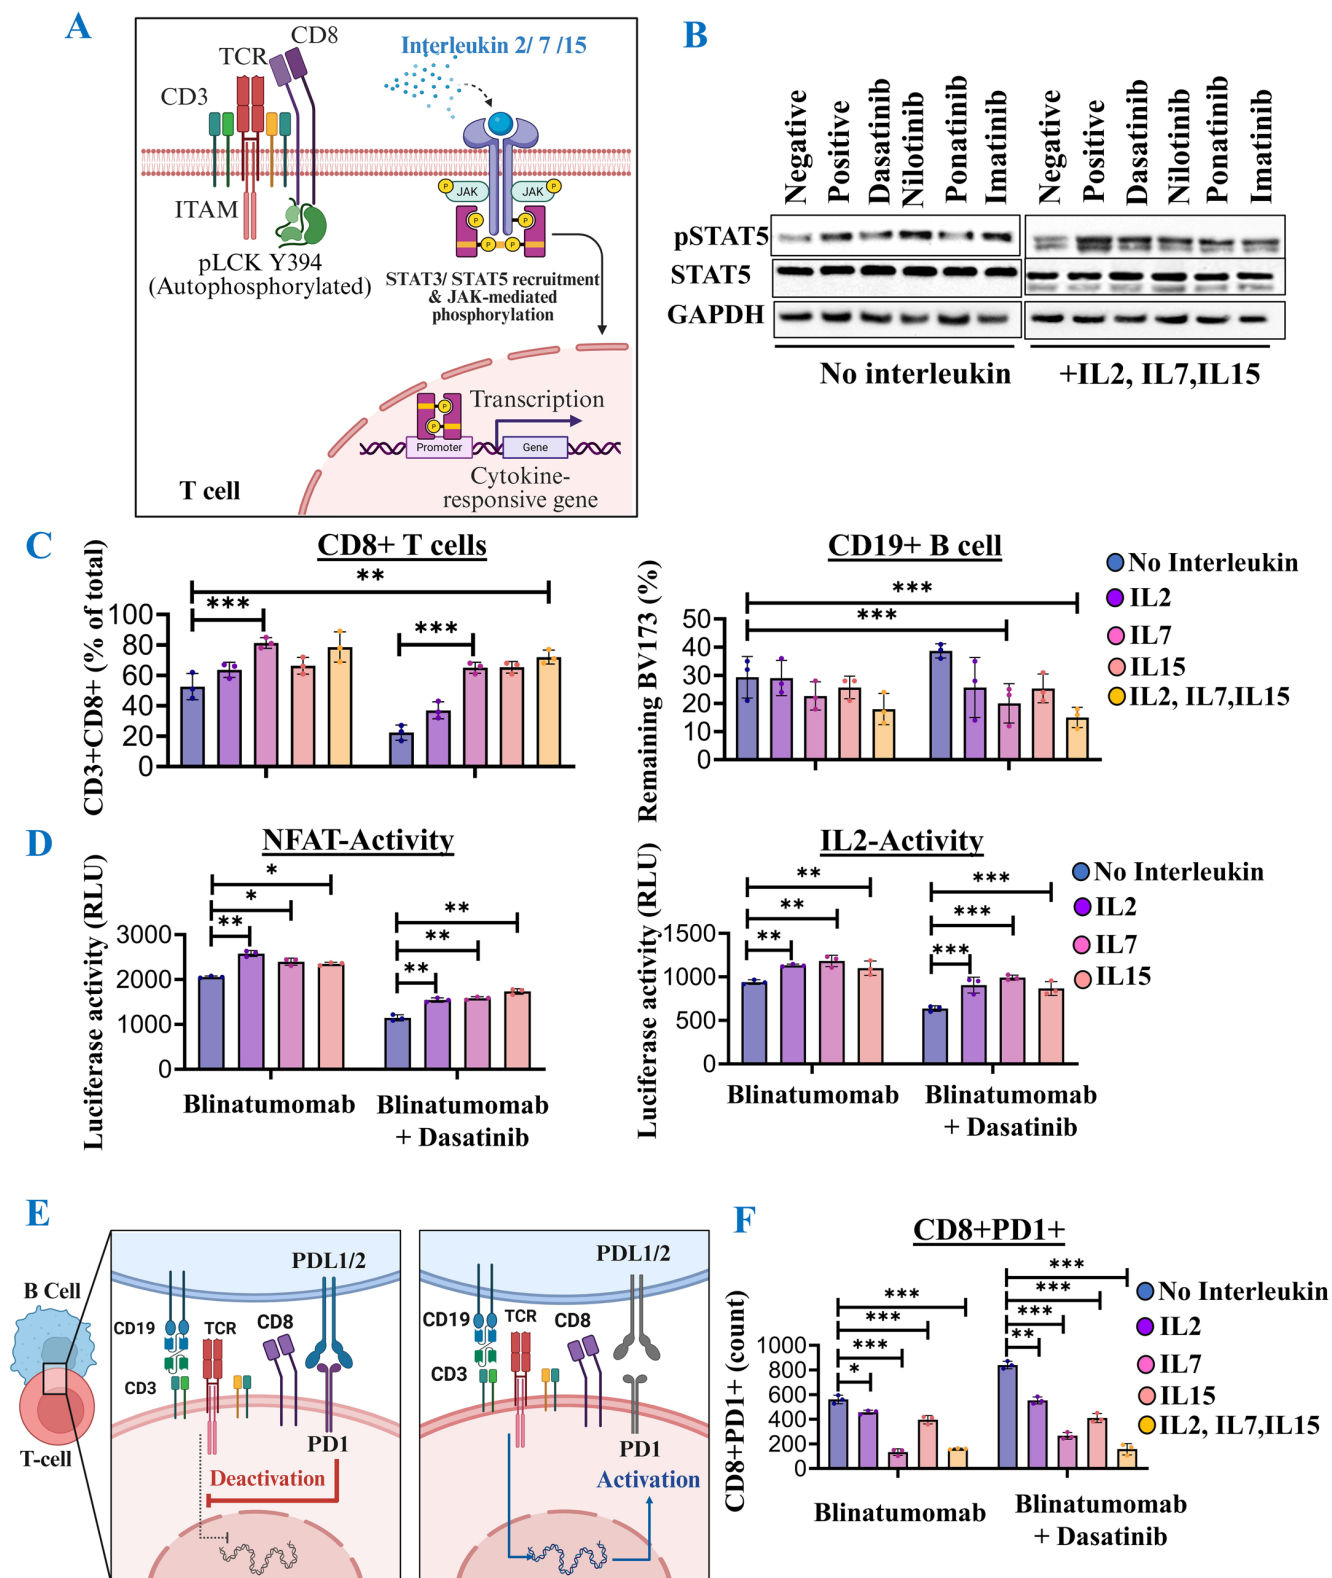 A
CD8
TCR
CD3
Interleukin 2/ 7 /15
P
P
JAK
JAK
P
P
P
P
ITAM
pLCK Y394
(Autophosphorylated)
STAT3/ STAT5 recruitment
& JAK-mediated
phosphorylation
Transcription
P
P
Promoter
Gene
Cytokine-
responsive gene
T cell
B
Negative
Positive
Dasatinib
Nilotinib
Ponatinib
Imatinib
Negative
Positive
Dasatinib
Nilotinib
Ponatinib
Imatinib
pSTAT5
STAT5
GAPDH
No interleukin
+IL2, IL7,IL15
C
CD8+ T cells
CD3+CD8+ (% of total)
**
***
***
100
80
60
40
20
0
CD19+ B cell
Remaining BV173 (%)
***
***
50
40
30
20
10
0
No Interleukin
IL2
IL7
IL15
IL2, IL7,IL15
D
NFAT-Activity
Luciferase activity (RLU)
*
*
**
**
**
**
3000
2000
1000
0
Blinatumomab
Blinatumomab
+ Dasatinib
IL2-Activity
Luciferase activity (RLU)
**
**
**
***
***
***
1500
1000
500
0
Blinatumomab
Blinatumomab
+ Dasatinib
No Interleukin
IL2
IL7
IL15
E
B Cell
T-cell
PDL1/2
CD19
TCR
CD8
CD3
PD1
Deactivation
PDL1/2
CD19
TCR
CD8
CD3
PD1
Activation
F
CD8+PD1+
CD8+PD1+ (count)
***
***
***
*
***
***
***
**
1000
800
600
400
200
0
Blinatumomab
Blinatumomab
+ Dasatinib
No Interleukin
IL2
IL7
IL15
IL2, IL7,IL15